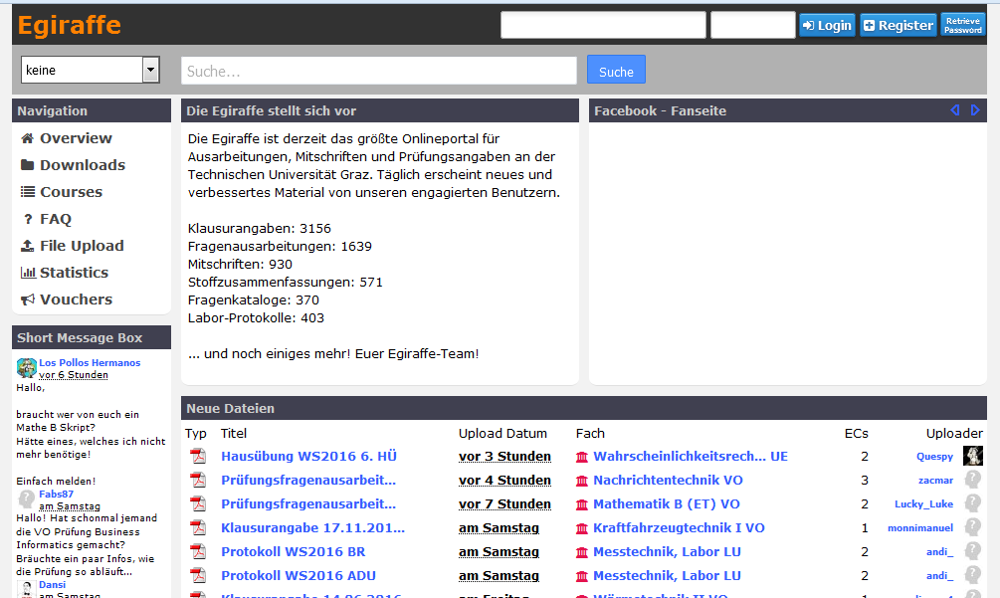 Egiraffe
Login
Register
Retrieve
Password
keine
Suche...
Suche
Navigation
Overview
Downloads
Courses
FAQ
File Upload
Statistics
Vouchers
Short Message Box
Los Pollos Hermanos
vor 6 Stunden
Hallo,
braucht wer von euch ein
Mathe B Skript?
Hätte eines, welches ich nicht
mehr benötige!
Einfach melden!
Fabs87
am Samstag
Hallo! Hat schonmal jemand
die VO Prüfung Business
Informatics gemacht?
Bräuchte ein paar Infos, wie
die Prüfung so abläuft...
Dansi
am Samstag
Die Egiraffe stellt sich vor
Die Egiraffe ist derzeit das größte Onlineportal für
Ausarbeitungen, Mitschriften und Prüfungsangaben an der
Technischen Universität Graz. Täglich erscheint neues und
verbessertes Material von unseren engagierten Benutzern.
Klausurangaben: 3156
Fragenausarbeitungen: 1639
Mitschriften: 930
Stoffzusammenfassungen: 571
Fragenkataloge: 370
Labor-Protokolle: 403
... und noch einiges mehr! Euer Egiraffe-Team!
Facebook - Fanseite
Neue Dateien
Typ Titel Upload Datum Fach ECs Uploader
Hausübung WS2016 6. HÜ vor 3 Stunden Wahrscheinlichkeitsrech... UE 2 Quespy
Prüfungsfragenausarbeit... vor 4 Stunden Nachrichtentechnik VO 3 zacmar
Prüfungsfragenausarbeit... vor 7 Stunden Mathematik B (ET) VO 2 Lucky_Luke
Klausurangabe 17.11.201... am Samstag Kraftfahrzeugtechnik I VO 1 monnimanuel
Protokoll WS2016 BR am Samstag Messtechnik, Labor LU 2 andi_
Protokoll WS2016 ADU am Samstag Messtechnik, Labor LU 2 andi_
Klausurangabe 14.06.2016 am Freitag Wärmetechnik II VO 1